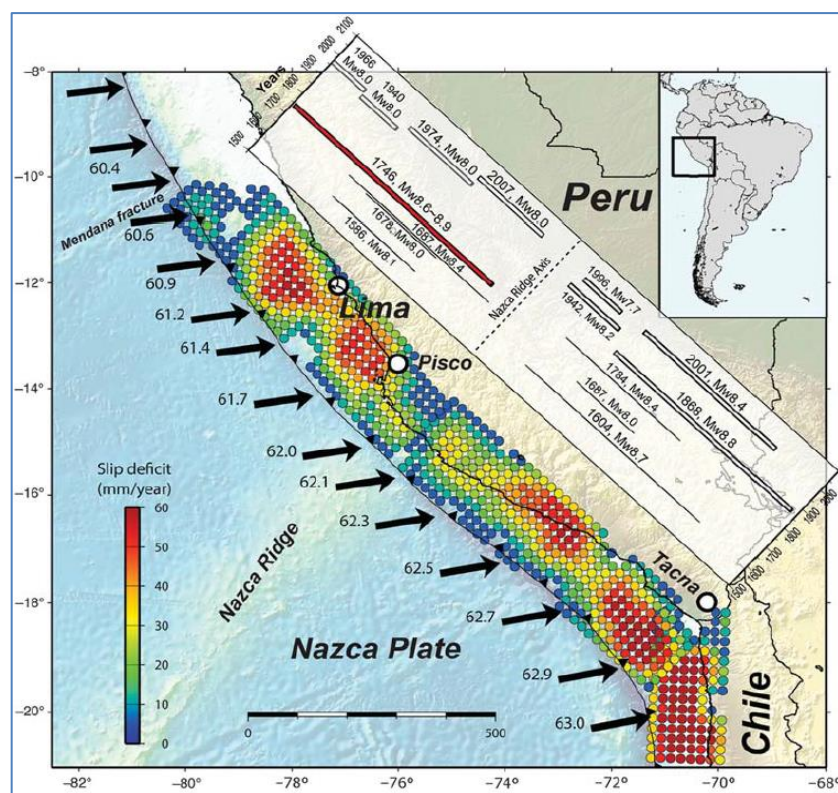 Years
1500 1600 1700 1800 1900 2000 2100
1966
Mw8.0
1940
Mw8.0
1974, Mw8.0
2007, Mw8.0
1746, Mw8.6-8.9
1687, Mw8.4
1678, Mw8.0
1586, Mw8.1
Nazca Ridge Axis
1996, Mw7.7
1942, Mw8.2
2001, Mw8.4
1868, Mw8.8
1784, Mw8.4
1687, Mw8.0
1604, Mw8.7
1500 1600 1700 1800 1900 2000
Peru
Lima
Pisco
Tacna
Chile
Mendana fracture
Nazca Ridge
Nazca Plate
60.4
60.6
60.9
61.2
61.4
61.7
62.0
62.1
62.3
62.5
62.7
62.9
63.0
Slip deficit
(mm/year)
60
50
40
30
20
10
0
0 500
−8°
−10°
−12°
−14°
−16°
−18°
−20°
−82° −80° −78° −76° −74° −72° −70° −68°